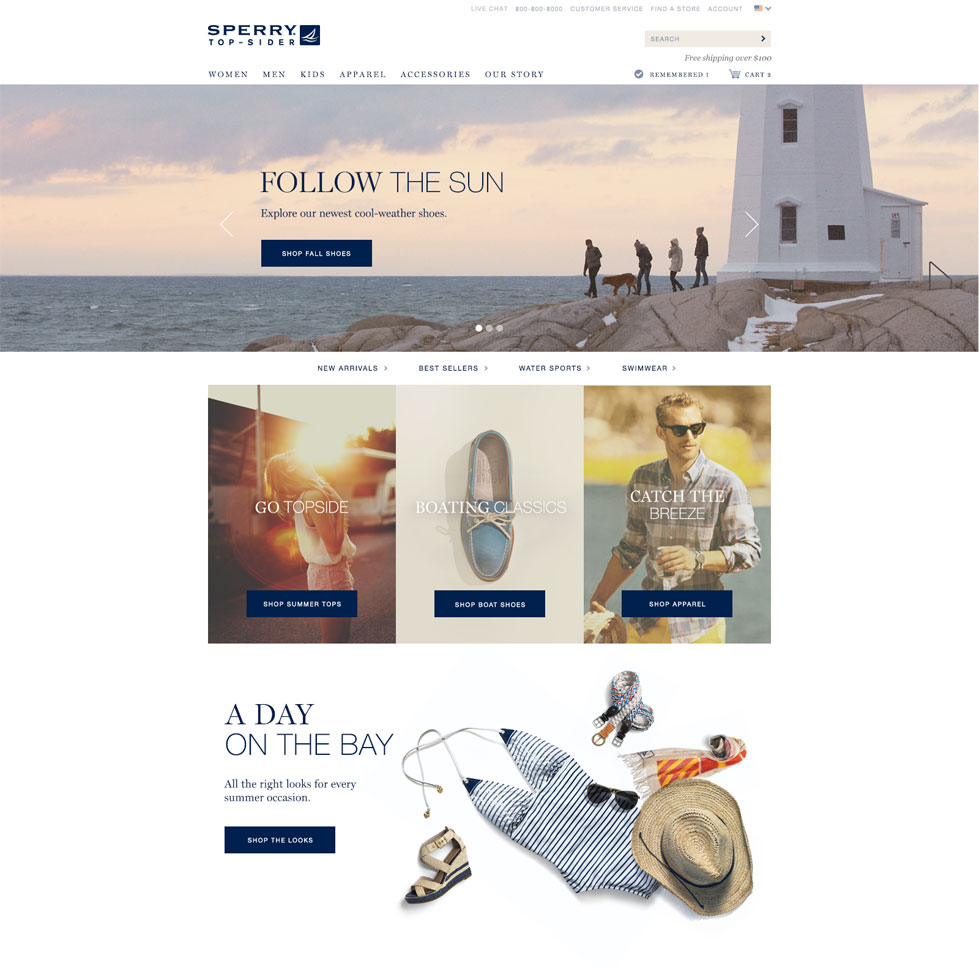 LIVE CHAT 800-800-8000 CUSTOMER SERVICE FIND A STORE ACCOUNT
SPERRY
TOP-SIDER
SEARCH
Free shipping over $100
WOMEN MEN KIDS APPAREL ACCESSORIES OUR STORY
REMEMBERED 1 CART 2
FOLLOW THE SUN
Explore our newest cool-weather shoes.
SHOP FALL SHOES
NEW ARRIVALS > BEST SELLERS > WATER SPORTS > SWIMWEAR >
GO TOPSIDE
SHOP SUMMER TOPS
BOATING CLASSICS
SHOP BOAT SHOES
CATCH THE
BREEZE
SHOP APPAREL
A DAY
ON THE BAY
All the right looks for every
summer occasion.
SHOP THE LOOKS